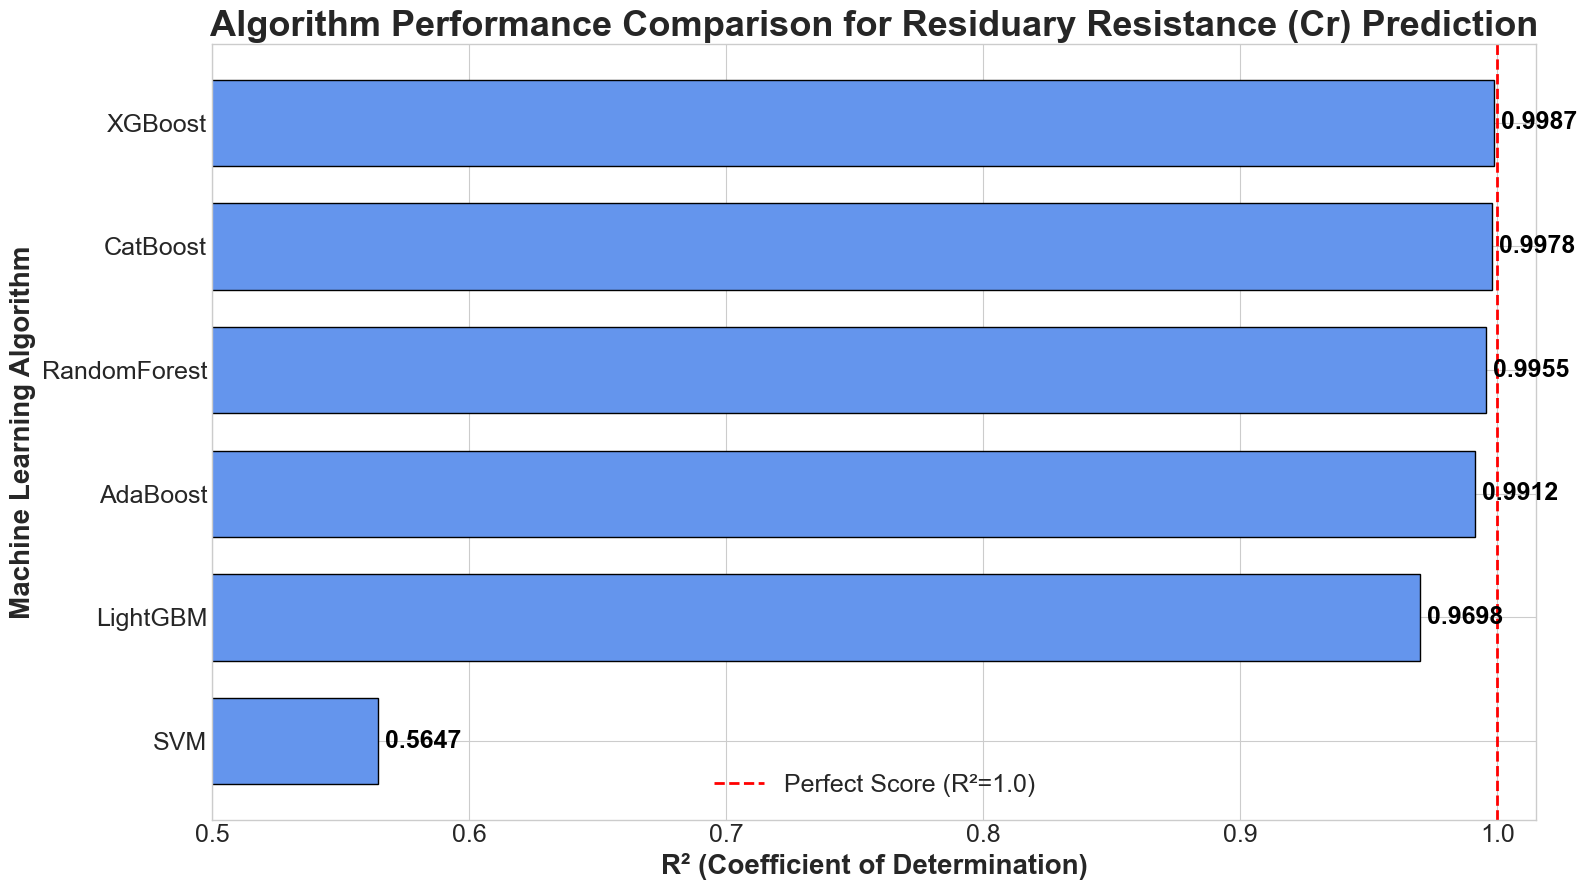 Algorithm Performance Comparison for Residuary Resistance (Cr) Prediction
Machine Learning Algorithm
XGBoost
0.9987
CatBoost
0.9978
RandomForest
0.9955
AdaBoost
0.9912
LightGBM
0.9698
SVM
0.5647
Perfect Score (R²=1.0)
0.5 0.6 0.7 0.8 0.9 1.0
R² (Coefficient of Determination)